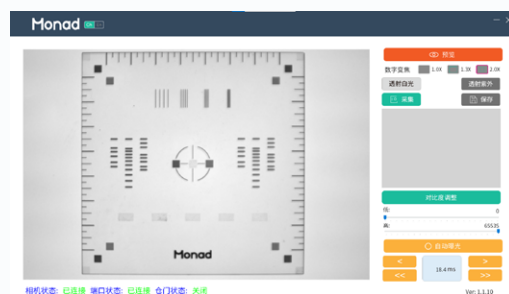 Monad
预览
数字变焦 1.0X 1.3X 2.0X
透射白光 透射紫外
采集 保存
对比度调整
低: 0
高: 65535
自动曝光
< 18.4 ms >
<< >>
Monad
相机状态: 已连接 端口状态: 已连接 仓门状态: 关闭
Ver: 1.1.10